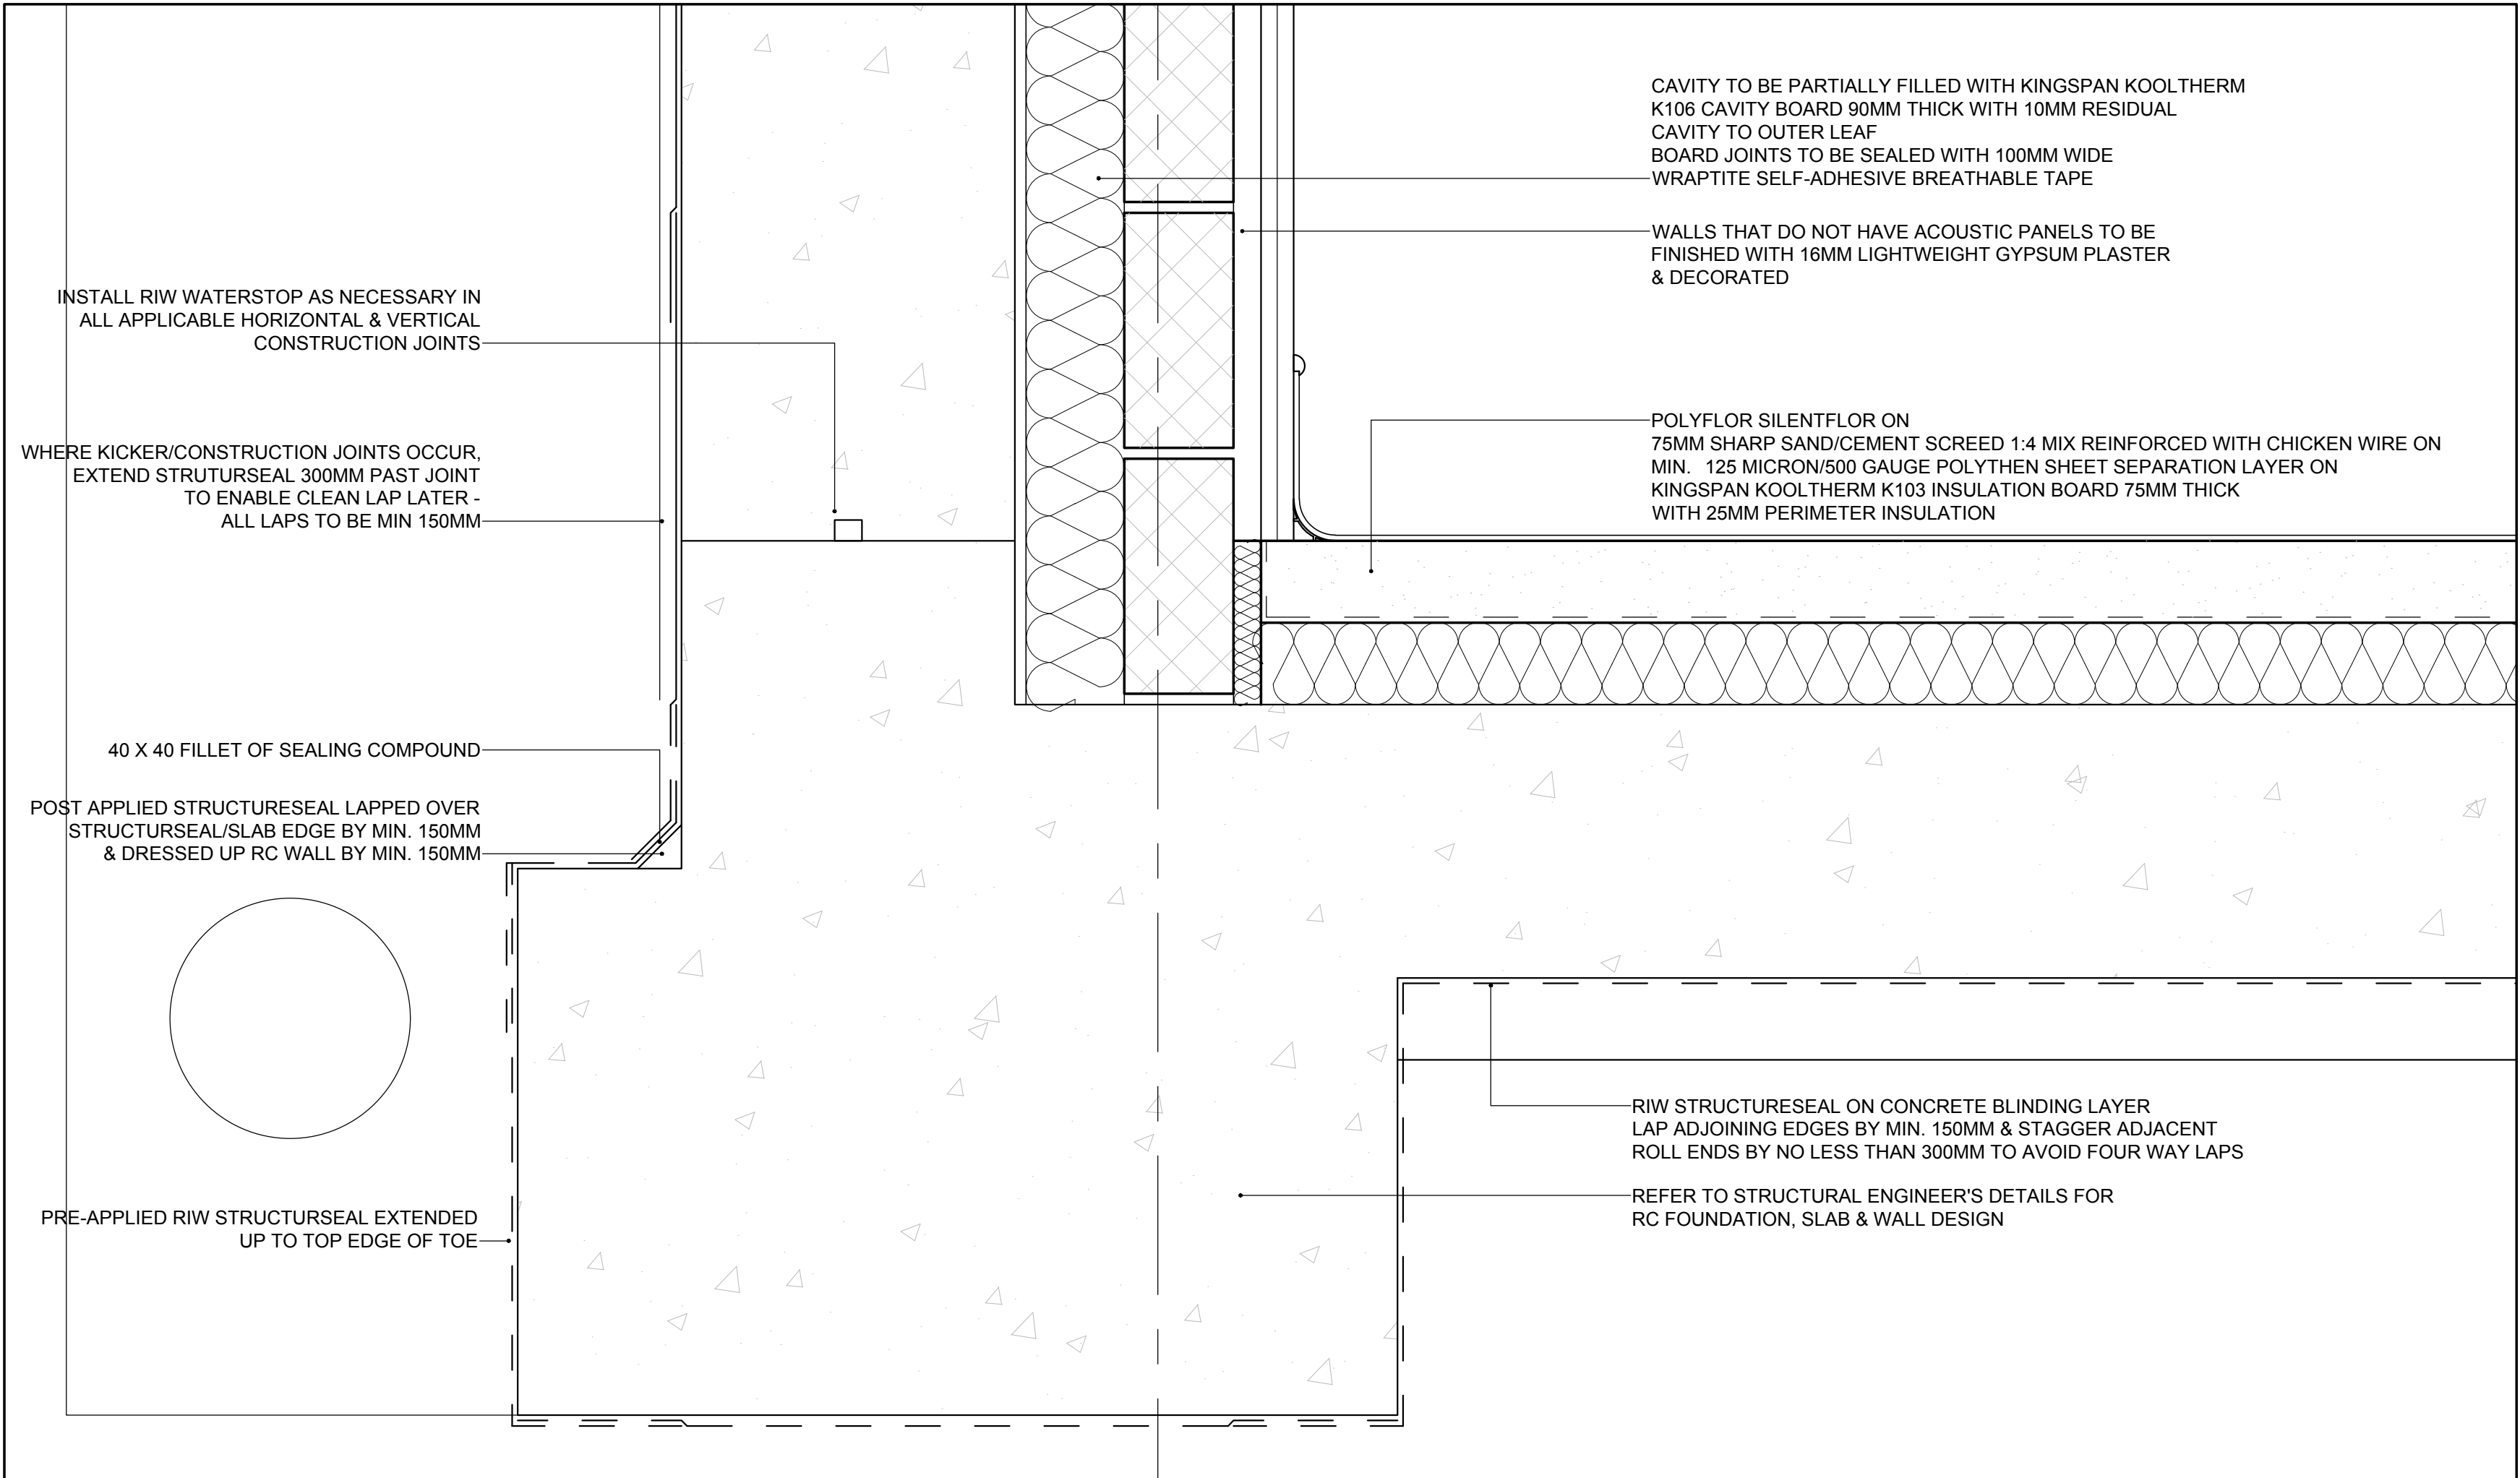 INSTALL RIW WATERSTOP AS NECESSARY IN
ALL APPLICABLE HORIZONTAL & VERTICAL
CONSTRUCTION JOINTS
WHERE KICKER/CONSTRUCTION JOINTS OCCUR,
EXTEND STRUTURSEAL 300MM PAST JOINT
TO ENABLE CLEAN LAP LATER -
ALL LAPS TO BE MIN 150MM
40 X 40 FILLET OF SEALING COMPOUND
POST APPLIED STRUCTURESEAL LAPPED OVER
STRUCTURSEAL/SLAB EDGE BY MIN. 150MM
& DRESSED UP RC WALL BY MIN. 150MM
PRE-APPLIED RIW STRUCTURSEAL EXTENDED
UP TO TOP EDGE OF TOE
CAVITY TO BE PARTIALLY FILLED WITH KINGSPAN KOOLTHERM
K106 CAVITY BOARD 90MM THICK WITH 10MM RESIDUAL
CAVITY TO OUTER LEAF
BOARD JOINTS TO BE SEALED WITH 100MM WIDE
WRAPTITE SELF-ADHESIVE BREATHABLE TAPE
WALLS THAT DO NOT HAVE ACOUSTIC PANELS TO BE
FINISHED WITH 16MM LIGHTWEIGHT GYPSUM PLASTER
& DECORATED
POLYFLOR SILENTFLOR ON
75MM SHARP SAND/CEMENT SCREED 1:4 MIX REINFORCED WITH CHICKEN WIRE ON
MIN. 125 MICRON/500 GAUGE POLYTHEN SHEET SEPARATION LAYER ON
KINGSPAN KOOLTHERM K103 INSULATION BOARD 75MM THICK
WITH 25MM PERIMETER INSULATION
RIW STRUCTURESEAL ON CONCRETE BLINDING LAYER
LAP ADJOINING EDGES BY MIN. 150MM & STAGGER ADJACENT
ROLL ENDS BY NO LESS THAN 300MM TO AVOID FOUR WAY LAPS
REFER TO STRUCTURAL ENGINEER'S DETAILS FOR
RC FOUNDATION, SLAB & WALL DESIGN